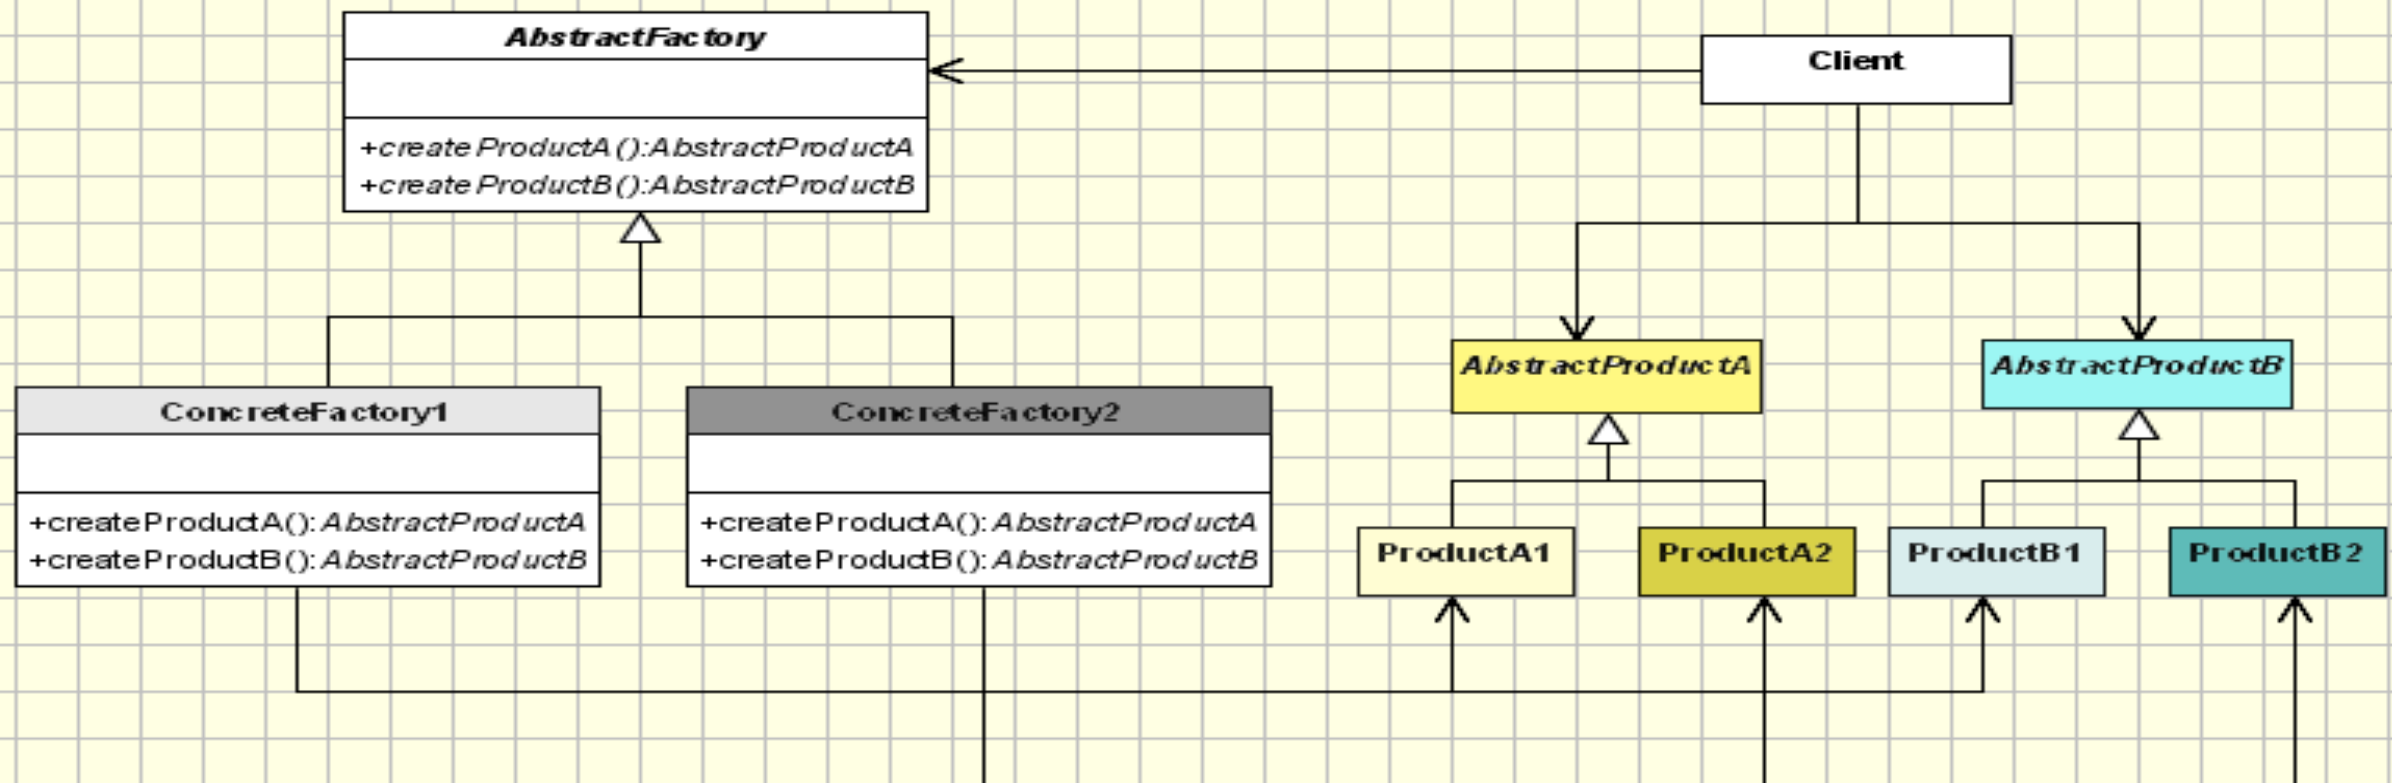 AbstractFactory
+createProductA():AbstractProductA
+createProductB():AbstractProductB
Client
ConcreteFactory1
+createProductA(): AbstractProductA
+createProductB(): AbstractProductB
ConcreteFactory2
+createProductA(): AbstractProductA
+createProductB(): AbstractProductB
AbstractProductA
AbstractProductB
ProductA1
ProductA2
ProductB1
ProductB2